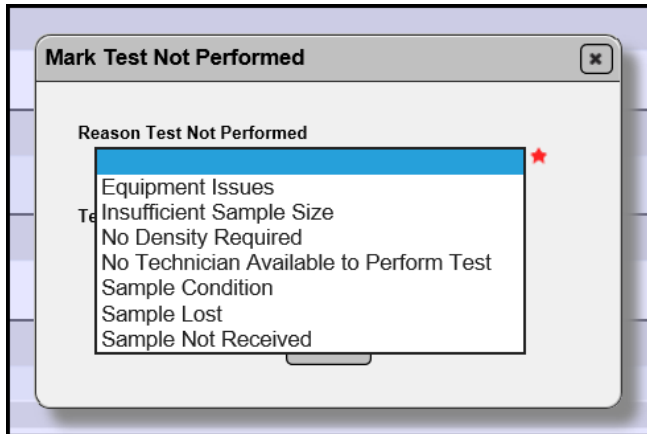 Mark Test Not Performed
Reason Test Not Performed
Equipment Issues
Te
Insufficient Sample Size
No Density Required
No Technician Available to Perform Test
Sample Condition
Sample Lost
Sample Not Received